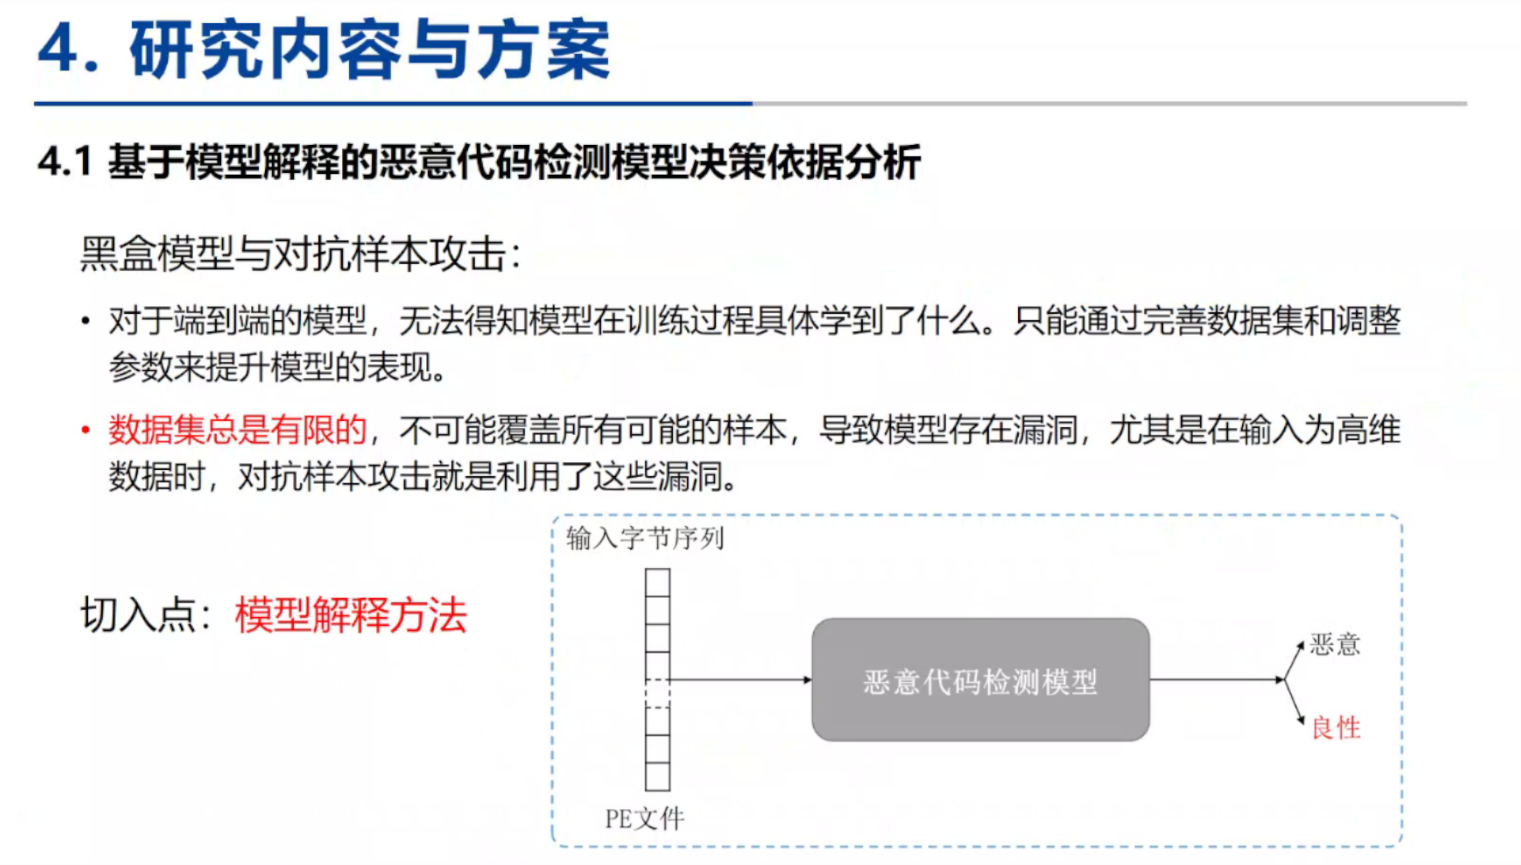 4. 研究内容与方案
4.1 基于模型解释的恶意代码检测模型决策依据分析
黑盒模型与对抗样本攻击：
• 对于端到端的模型，无法得知模型在训练过程具体学到了什么。只能通过完善数据集和调整
参数来提升模型的表现。
• 数据集总是有限的，不可能覆盖所有可能的样本，导致模型存在漏洞，尤其是在输入为高维
数据时，对抗样本攻击就是利用了这些漏洞。
切入点：模型解释方法
输入字节序列
恶意代码检测模型
恶意
良性
PE文件